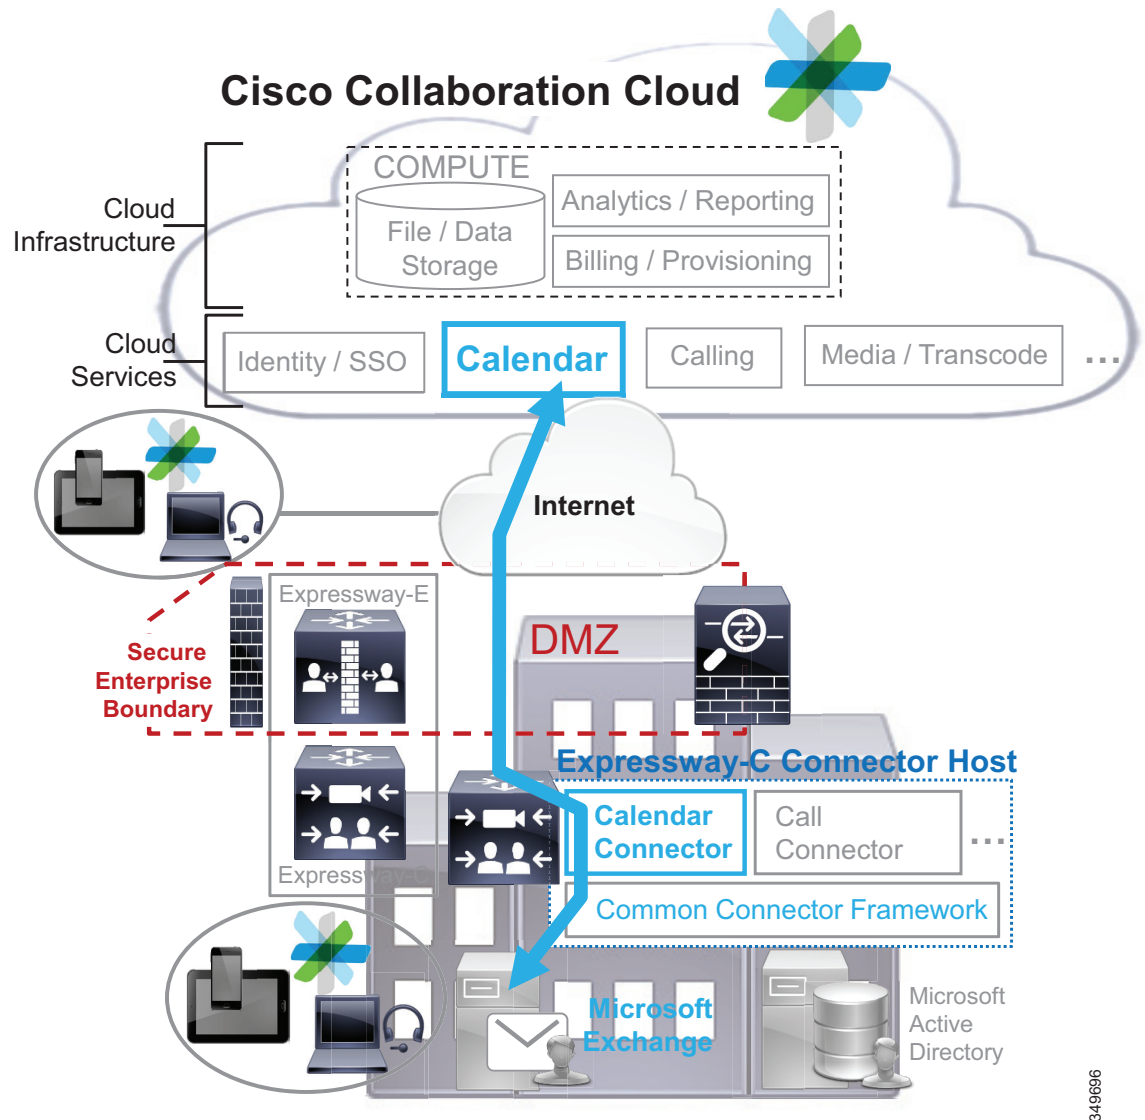 Cisco Collaboration Cloud
Cloud
Infrastructure
COMPUTE
File / Data
Storage
Analytics / Reporting
Billing / Provisioning
Cloud
Services
Identity / SSO
Calendar
Calling
Media / Transcode
...
Internet
Expressway-E
Secure
Enterprise
Boundary
DMZ
Expressway-C
Expressway-C Connector Host
Calendar
Connector
Call
Connector
...
Common Connector Framework
Microsoft
Exchange
Microsoft
Active
Directory
349696